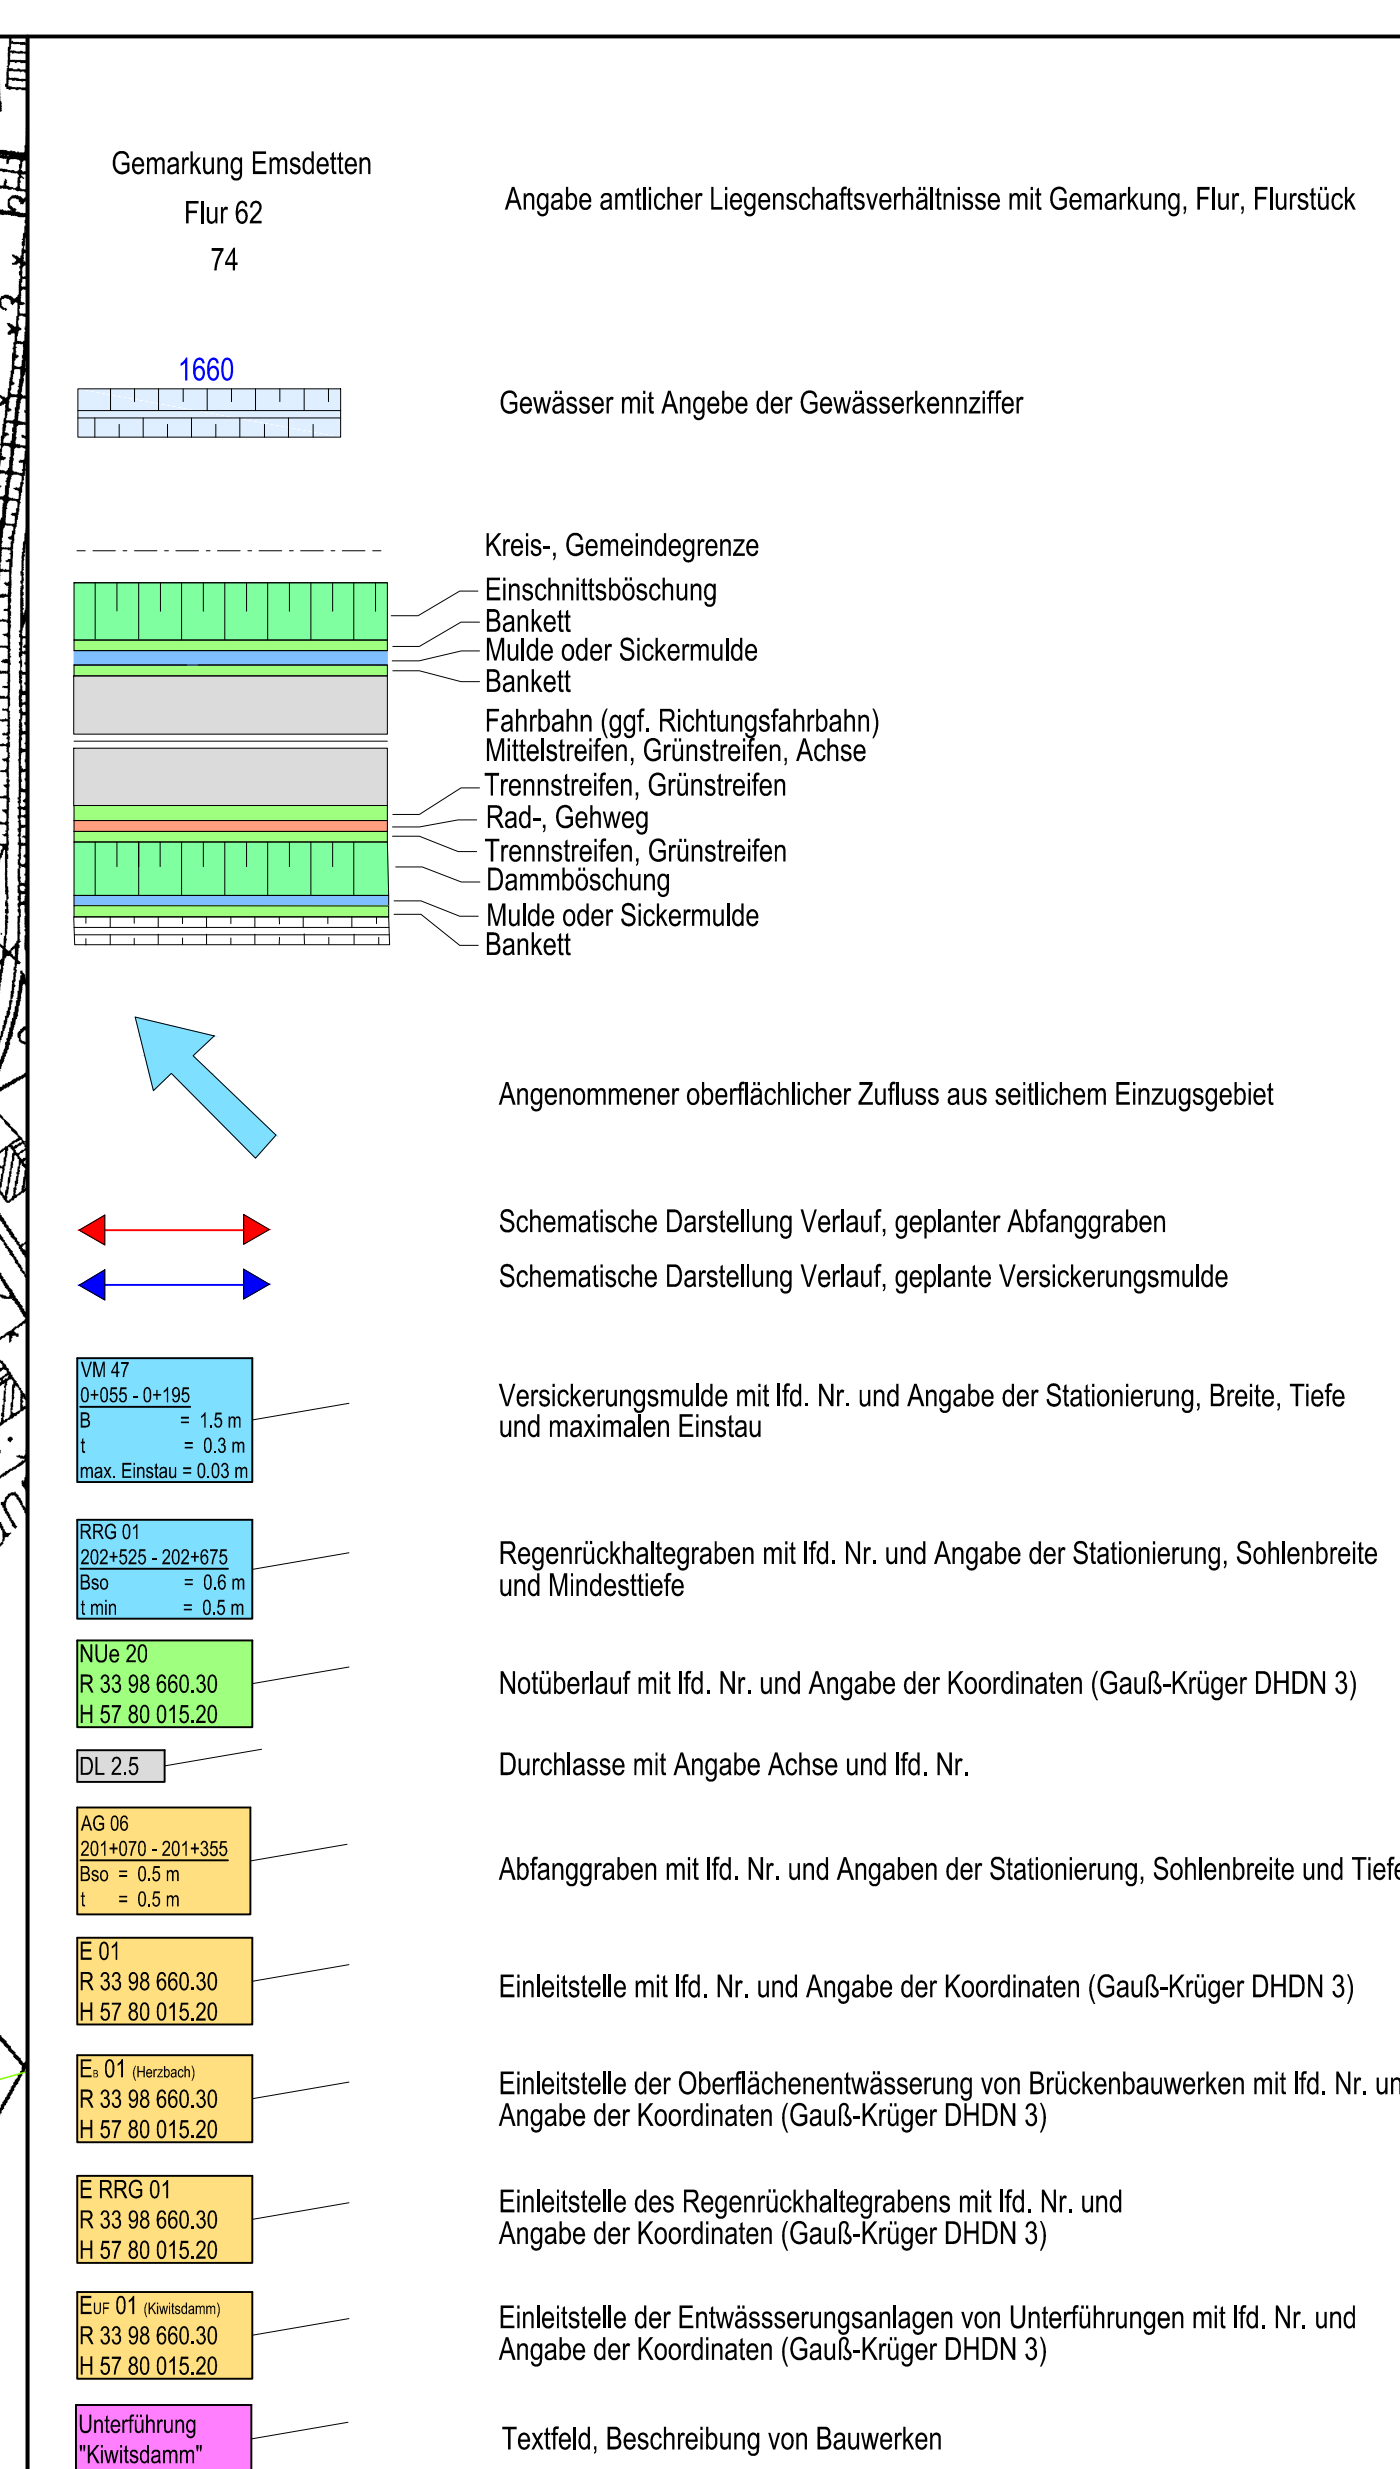 Gemarkung Emsdetten
Flur 62
74
Angabe amtlicher Liegenschaftsverhältnisse mit Gemarkung, Flur, Flurstück
1660
Gewässer mit Angebe der Gewässerkennziffer
Kreis-, Gemeindegrenze
Einschnittsböschung
Bankett
Mulde oder Sickermulde
Bankett
Fahrbahn (ggf. Richtungsfahrbahn)
Mittelstreifen, Grünstreifen, Achse
Trennstreifen, Grünstreifen
Rad-, Gehweg
Trennstreifen, Grünstreifen
Dammböschung
Mulde oder Sickermulde
Bankett
Angenommener oberflächlicher Zufluss aus seitlichem Einzugsgebiet
Schematische Darstellung Verlauf, geplanter Abfanggraben
Schematische Darstellung Verlauf, geplante Versickerungsmulde
VM 47
0+055 - 0+195
B = 1.5 m
t = 0.3 m
max. Einstau = 0.03 m
Versickerungsmulde mit lfd. Nr. und Angabe der Stationierung, Breite, Tiefe
und maximalen Einstau
RRG 01
202+525 - 202+675
Bso = 0.6 m
t min = 0.5 m
Regenrückhaltegraben mit lfd. Nr. und Angabe der Stationierung, Sohlenbreite
und Mindesttiefe
NUe 20
R 33 98 660.30
H 57 80 015.20
Notüberlauf mit lfd. Nr. und Angabe der Koordinaten (Gauß-Krüger DHDN 3)
DL 2.5
Durchlasse mit Angabe Achse und lfd. Nr.
AG 06
201+070 - 201+355
Bso = 0.5 m
t = 0.5 m
Abfanggraben mit lfd. Nr. und Angaben der Stationierung, Sohlenbreite und Tiefe
E 01
R 33 98 660.30
H 57 80 015.20
Einleitstelle mit lfd. Nr. und Angabe der Koordinaten (Gauß-Krüger DHDN 3)
EB 01 (Herzbach)
R 33 98 660.30
H 57 80 015.20
Einleitstelle der Oberflächenentwässerung von Brückenbauwerken mit lfd. Nr. un
Angabe der Koordinaten (Gauß-Krüger DHDN 3)
E RRG 01
R 33 98 660.30
H 57 80 015.20
Einleitstelle des Regenrückhaltegrabens mit lfd. Nr. und
Angabe der Koordinaten (Gauß-Krüger DHDN 3)
EUF 01 (Kiwitsdamm)
R 33 98 660.30
H 57 80 015.20
Einleitstelle der Entwässserungsanlagen von Unterführungen mit lfd. Nr. und
Angabe der Koordinaten (Gauß-Krüger DHDN 3)
Unterführung
"Kiwitsdamm"
Textfeld, Beschreibung von Bauwerken